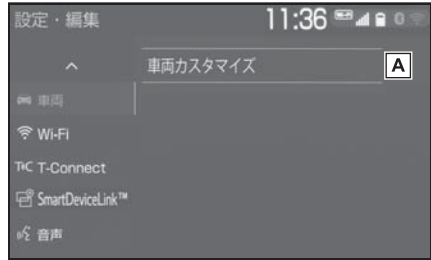 設定・編集
11:36
車両カスタマイズ
A
車両
Wi-Fi
T-Connect
SmartDeviceLink™
音声